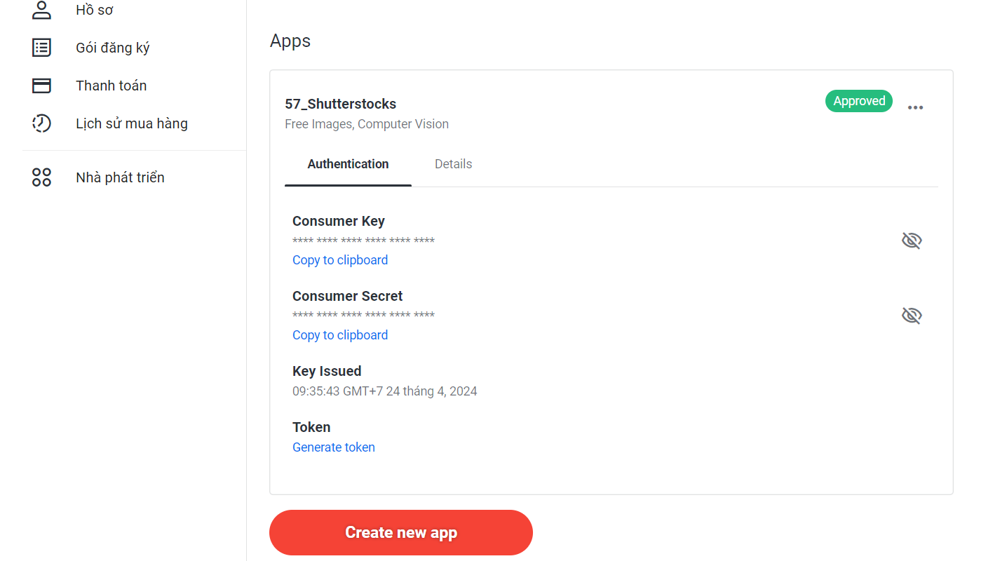 Hồ sơ
Gói đăng ký
Thanh toán
Lịch sử mua hàng
Nhà phát triển
Apps
57_Shutterstocks
Approved
Free Images, Computer Vision
Authentication
Details
Consumer Key
**** **** **** **** **** ****
Copy to clipboard
Consumer Secret
**** **** **** **** **** ****
Copy to clipboard
Key Issued
09:35:43 GMT+7 24 tháng 4, 2024
Token
Generate token
Create new app